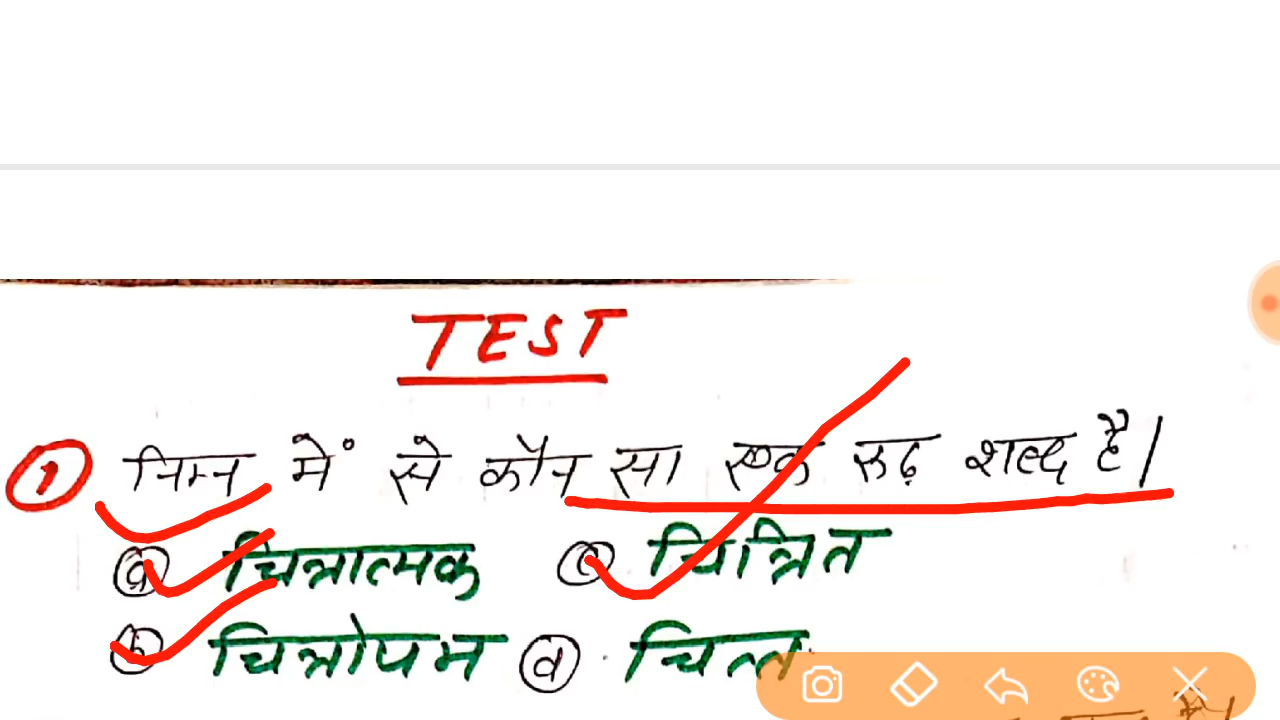 TEST
① निम्न में से कौन सा एक रूढ़ शब्द है।
ⓐ चित्रात्मक ⓒ चित्रित
ⓑ चित्रोपम ⓓ चित्त
में।